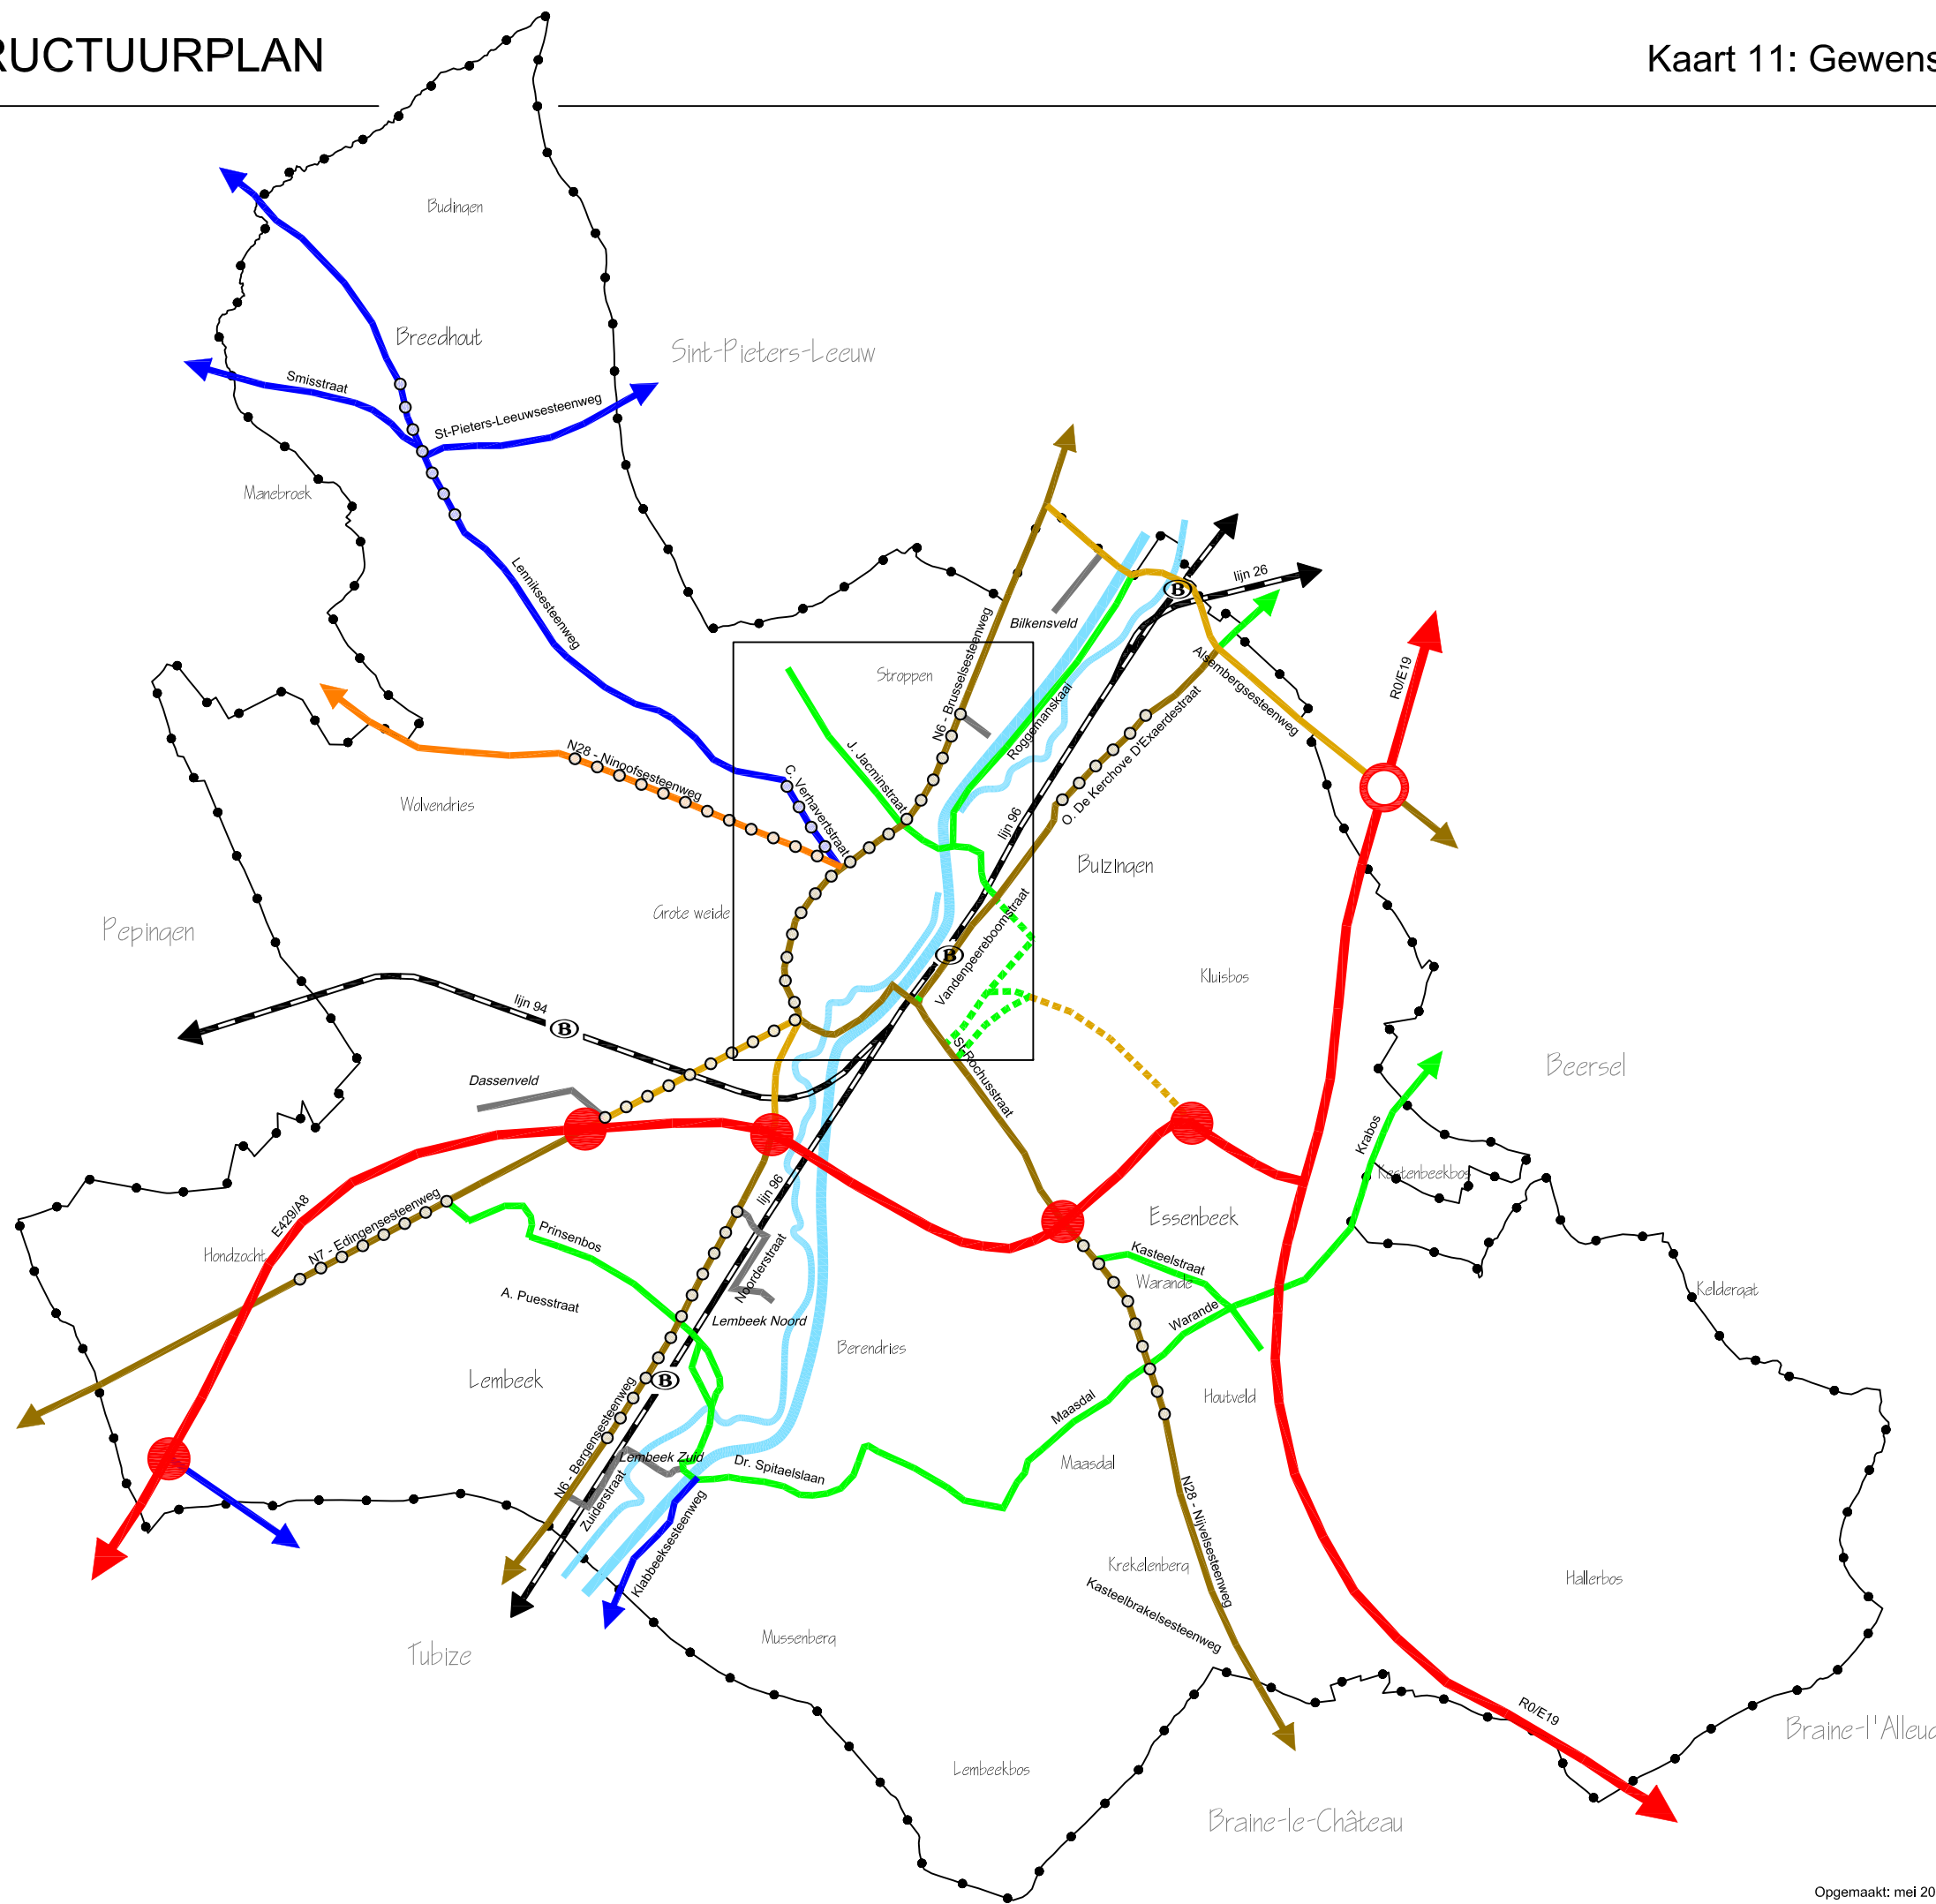 RUCTUURPLAN
Kaart 11: Gewens
Budingen
Breedhout
Sint-Pieters-Leeuw
Smisstraat
St-Pieters-Leeuwsesteenweg
Manebroek
Lenniksesteenweg
lijn 26
B
Bilkensveld
Stroppen
N6 - Brusselsesteenweg
Roggemanskaai
Alsembergsesteenweg
R0/E19
J. Jacminstraat
O. De Kerchove D'Exaerdestraat
N28 - Ninoofsesteenweg
C. Verhavertstraat
Wolvendries
lijn 96
Bulzingen
Grote weide
Pepingen
Vandenpeereboomstraat
B
Kluisbos
lijn 94
B
St-Rochusstraat
Beersel
Dassenveld
Krabos
Kestenbeekbos
E429/A8
lijn 96
Essenbeek
N7 - Edingensesteenweg
Hondzocht
Prinsenbos
Noorderstraat
Kasteelstraat
Warande
Keldergat
A. Puesstraat
Lembeek Noord
Warande
Berendries
Lembeek
B
Houtveld
N6 - Bergensesteenweg
Maasdal
Lembeek Zuid
Dr. Spitaelslaan
Maasdal
Zuiderstraat
Klabbeeksesteenweg
N28 - Nijvelsesteenweg
Krekelenberg
Hallerbos
Kasteelbrakelsesteenweg
Mussenberg
Tubize
R0/E19
Braine-l'Alleud
Lembeekbos
Braine-le-Château
Opgemaakt: mei 20